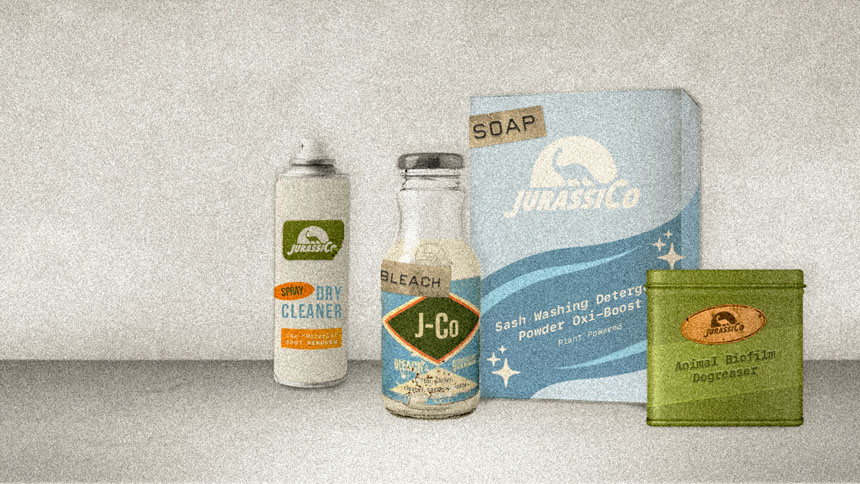 JURASSICO
SPRAY
DRY
CLEANER
SPOT REMOVER
BLEACH
J-Co
SOAP
JURASSICO
Sash Washing Deterg
Powder Oxi-Boost
Plant Powered
JURASSICO
Animal Biofilm
Degreaser